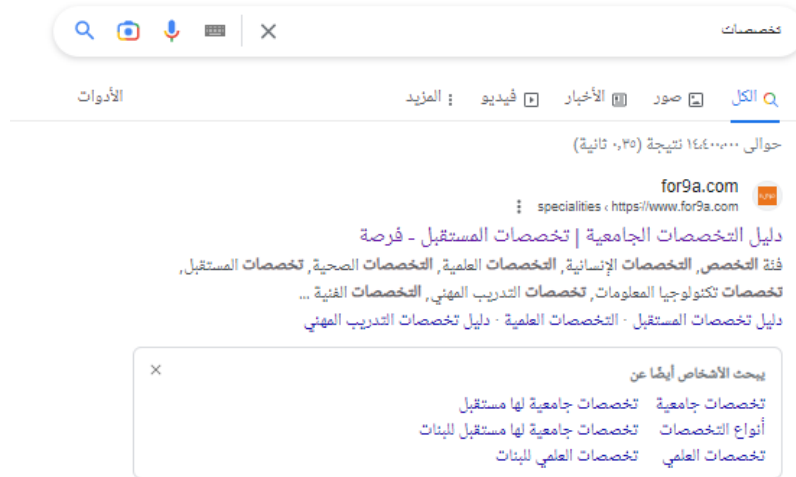 تخصصات
الكل صور الأخبار فيديو المزيد الأدوات
حوالى ١٤٬٤٠٠٬٠٠٠ نتيجة (٠٫٣٥ ثانية)
for9a.com
https://www.for9a.com › specialities
دليل التخصصات الجامعية | تخصصات المستقبل - فرصة
فئة التخصص, التخصصات الإنسانية, التخصصات العلمية, التخصصات الصحية, تخصصات المستقبل,
تخصصات تكنولوجيا المعلومات, تخصصات التدريب المهني, التخصصات الفنية ...
دليل تخصصات المستقبل · التخصصات العلمية · دليل تخصصات التدريب المهني
يبحث الأشخاص أيضًا عن
تخصصات جامعية تخصصات جامعية لها مستقبل
أنواع التخصصات تخصصات جامعية لها مستقبل للبنات
تخصصات العلمي تخصصات العلمي للبنات